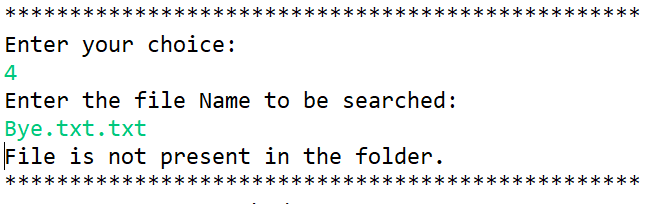 *************************************************
Enter your choice:
4
Enter the file Name to be searched:
Bye.txt.txt
File is not present in the folder.
*************************************************